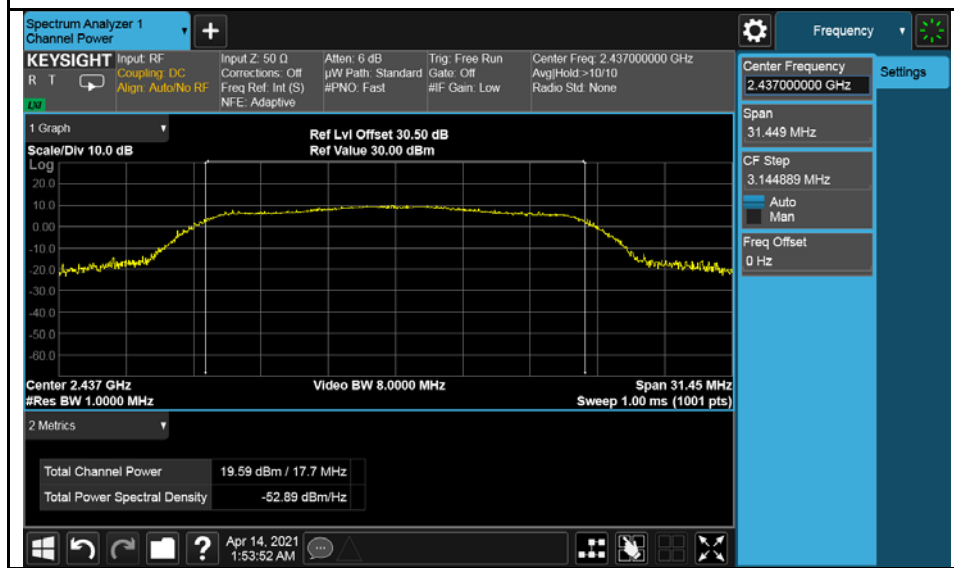 Spectrum Analyzer 1
Channel Power
+
Frequency
KEYSIGHT
R T
LXI
Input: RF
Coupling: DC
Align: Auto/No RF
Input Z: 50 Ω
Corrections: Off
Freq Ref: Int (S)
NFE: Adaptive
Atten: 6 dB
µW Path: Standard
#PNO: Fast
Trig: Free Run
Gate: Off
#IF Gain: Low
Center Freq: 2.437000000 GHz
Avg|Hold:>10/10
Radio Std: None
Center Frequency
2.437000000 GHz
Settings
Span
31.449 MHz
CF Step
3.144889 MHz
Auto
Man
Freq Offset
0 Hz
1 Graph
Scale/Div 10.0 dB
Ref Lvl Offset 30.50 dB
Ref Value 30.00 dBm
Log
20.0
10.0
0.00
-10.0
-20.0
-30.0
-40.0
-50.0
-60.0
Center 2.437 GHz
#Res BW 1.0000 MHz
Video BW 8.0000 MHz
Span 31.45 MHz
Sweep 1.00 ms (1001 pts)
2 Metrics
Total Channel Power 19.59 dBm / 17.7 MHz
Total Power Spectral Density -52.89 dBm/Hz
?
Apr 14, 2021
1:53:52 AM